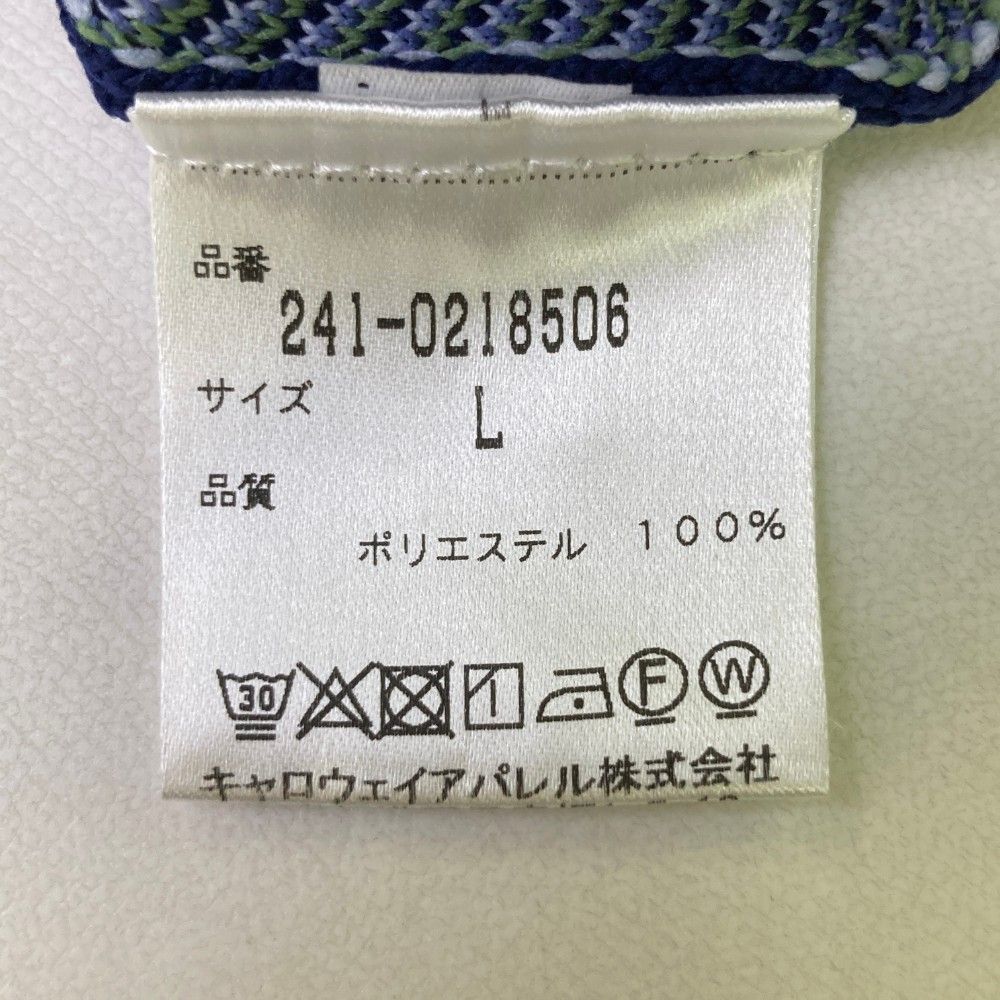 品番
241-0218506
サイズ
L
品質
ポリエステル 100%
30 F W
キャロウェイアパレル株式会社